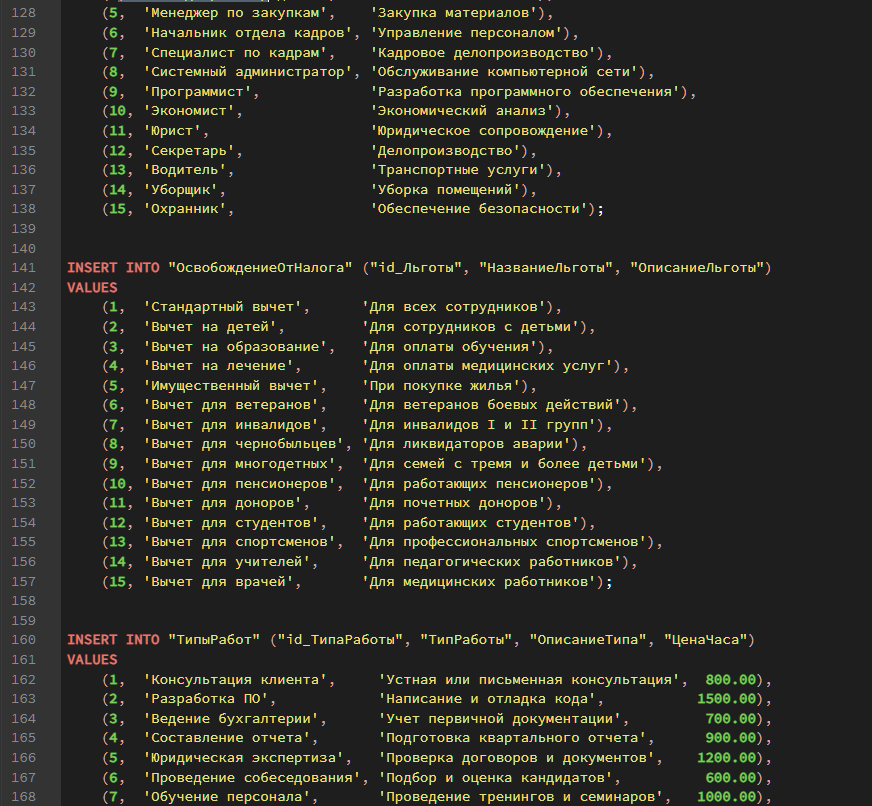 128 (5, 'Менеджер по закупкам', 'Закупка материалов'),
129 (6, 'Начальник отдела кадров', 'Управление персоналом'),
130 (7, 'Специалист по кадрам', 'Кадровое делопроизводство'),
131 (8, 'Системный администратор', 'Обслуживание компьютерной сети'),
132 (9, 'Программист', 'Разработка программного обеспечения'),
133 (10, 'Экономист', 'Экономический анализ'),
134 (11, 'Юрист', 'Юридическое сопровождение'),
135 (12, 'Секретарь', 'Делопроизводство'),
136 (13, 'Водитель', 'Транспортные услуги'),
137 (14, 'Уборщик', 'Уборка помещений'),
138 (15, 'Охранник', 'Обеспечение безопасности');
139
140
141 INSERT INTO "ОсвобождениеОтНалога" ("id_Льготы", "НазваниеЛьготы", "ОписаниеЛьготы")
142 VALUES
143 (1, 'Стандартный вычет', 'Для всех сотрудников'),
144 (2, 'Вычет на детей', 'Для сотрудников с детьми'),
145 (3, 'Вычет на образование', 'Для оплаты обучения'),
146 (4, 'Вычет на лечение', 'Для оплаты медицинских услуг'),
147 (5, 'Имущественный вычет', 'При покупке жилья'),
148 (6, 'Вычет для ветеранов', 'Для ветеранов боевых действий'),
149 (7, 'Вычет для инвалидов', 'Для инвалидов I и II групп'),
150 (8, 'Вычет для чернобыльцев', 'Для ликвидаторов аварии'),
151 (9, 'Вычет для многодетных', 'Для семей с тремя и более детьми'),
152 (10, 'Вычет для пенсионеров', 'Для работающих пенсионеров'),
153 (11, 'Вычет для доноров', 'Для почетных доноров'),
154 (12, 'Вычет для студентов', 'Для работающих студентов'),
155 (13, 'Вычет для спортсменов', 'Для профессиональных спортсменов'),
156 (14, 'Вычет для учителей', 'Для педагогических работников'),
157 (15, 'Вычет для врачей', 'Для медицинских работников');
158
159
160 INSERT INTO "ТипыРабот" ("id_ТипаРаботы", "ТипРаботы", "ОписаниеТипа", "ЦенаЧаса")
161 VALUES
162 (1, 'Консультация клиента', 'Устная или письменная консультация', 800.00),
163 (2, 'Разработка ПО', 'Написание и отладка кода', 1500.00),
164 (3, 'Ведение бухгалтерии', 'Учет первичной документации', 700.00),
165 (4, 'Составление отчета', 'Подготовка квартального отчета', 900.00),
166 (5, 'Юридическая экспертиза', 'Проверка договоров и документов', 1200.00),
167 (6, 'Проведение собеседования', 'Подбор и оценка кандидатов', 600.00),
168 (7, 'Обучение персонала', 'Проведение тренингов и семинаров', 1000.00),